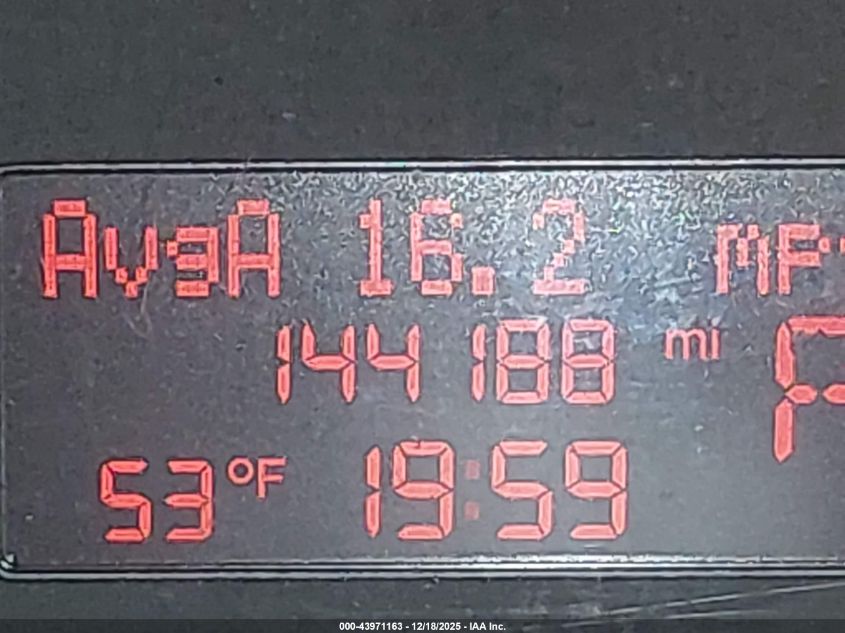 AvgA 16.2 mp
144188 mi P
53°F 19:59
000-43971163 - 12/18/2025 - IAA Inc.